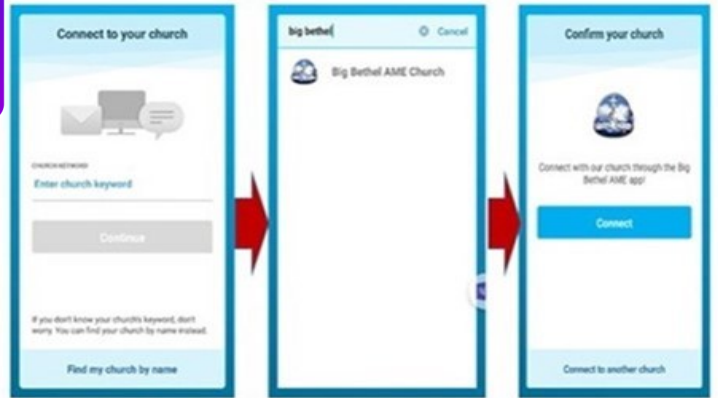 Connect to your church
CHURCH KEYWORD
Enter church keyword
Continue
If you don't know your church's keyword, don't
worry. You can find your church by name instead.
Find my church by name
big bethel
Cancel
Big Bethel AME Church
Confirm your church
Connect with our church through the Big
Bethel AME app!
Connect
Connect to another church